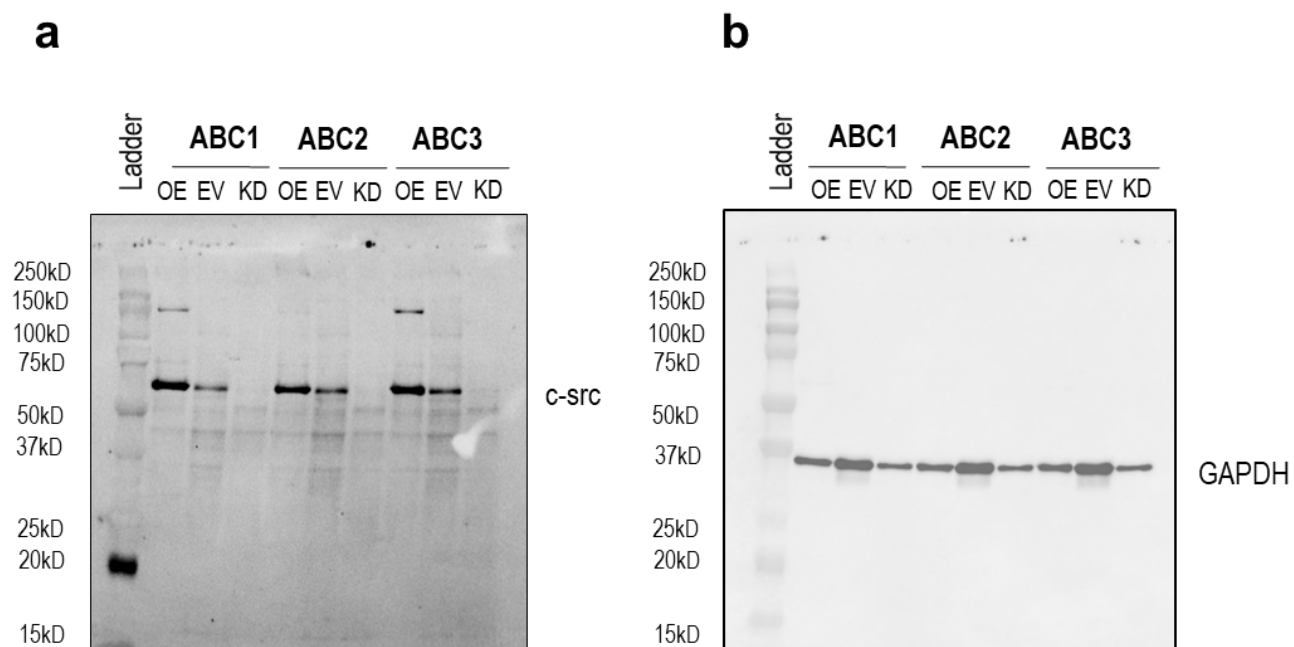 a
Ladder
ABC1 ABC2 ABC3
OE EV KD OE EV KD OE EV KD
250kD
150kD
100kD
75kD
50kD
37kD
25kD
20kD
15kD
c-src
b
Ladder
ABC1 ABC2 ABC3
OE EV KD OE EV KD OE EV KD
250kD
150kD
100kD
75kD
50kD
37kD
25kD
20kD
15kD
GAPDH